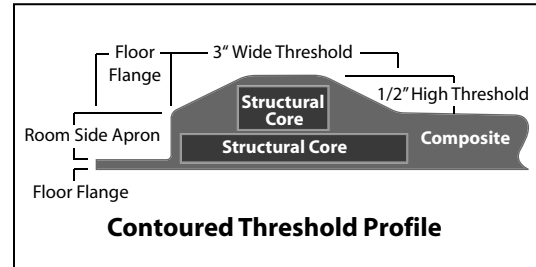 Floor
Flange
3“ Wide Threshold
1/2” High Threshold
Structural
Core
Room Side Apron
Structural Core
Composite
Floor Flange
Contoured Threshold Profile